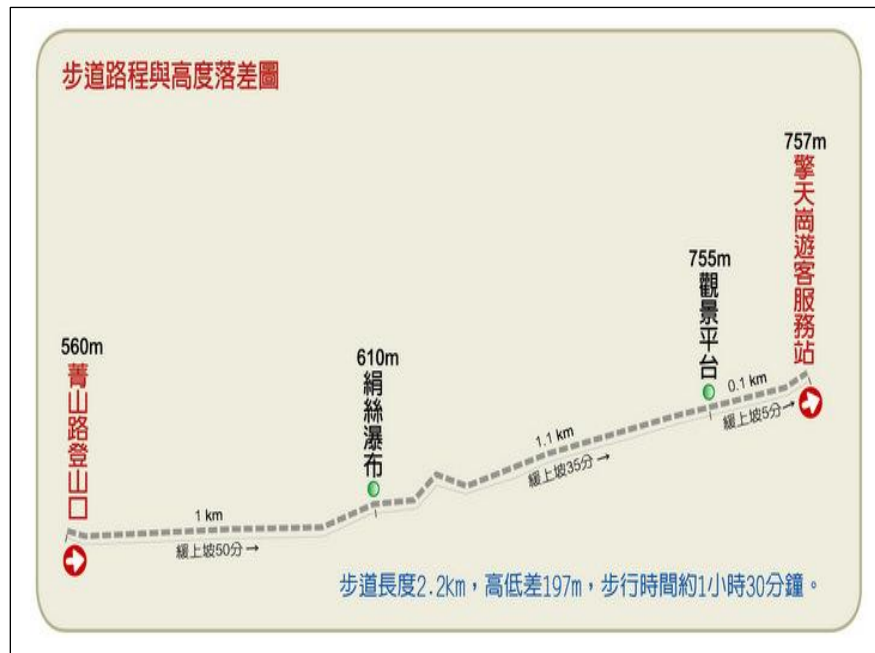 步道路程與高度落差圖
757m
擎天崗遊客服務站
755m
觀景平台
560m
菁山路登山口
610m
絹絲瀑布
0.1 km
緩上坡5分→
1.1 km
緩上坡35分→
1 km
緩上坡50分→
步道長度2.2Km，高低差197m，步行時間約1小時30分鐘。